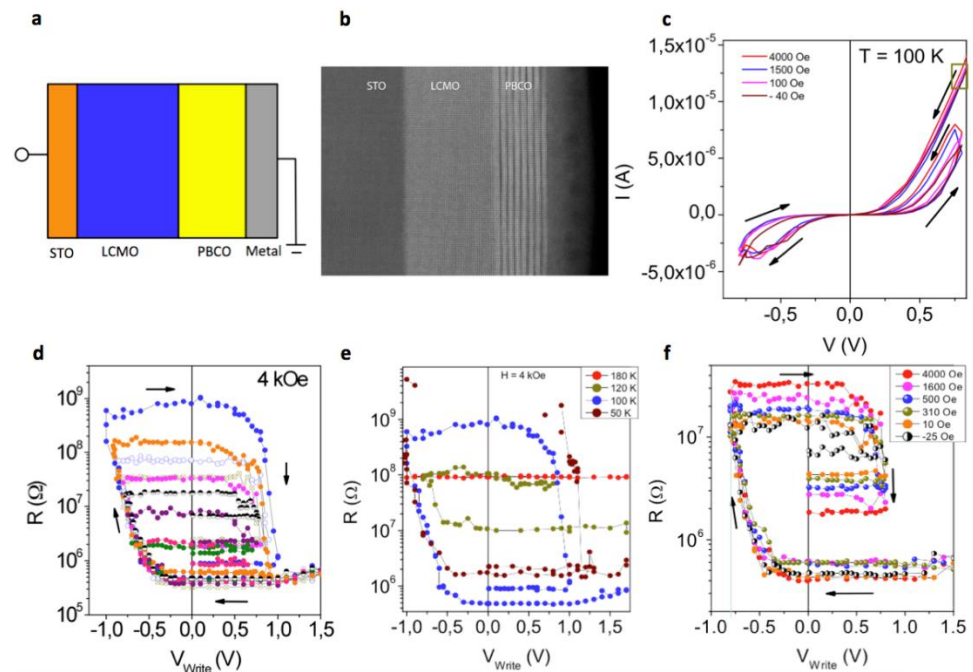 a
STO LCMO PBCO Metal
b
STO LCMO PBCO
c
4000 Oe
1500 Oe
100 Oe
- 40 Oe
T = 100 K
I (A)
1,5x10⁻⁵
1,0x10⁻⁵
5,0x10⁻⁶
0,0
-5,0x10⁻⁶
-0,5 0,0 0,5
V (V)
d
4 kOe
R (Ω)
10⁹
10⁸
10⁷
10⁶
10⁵
-1.0 -0.5 0.0 0.5 1.0 1.5
V_Write (V)
e
H = 4 kOe
180 K
120 K
100 K
50 K
R (Ω)
10⁹
10⁸
10⁷
10⁶
-1.0 -0.5 0.0 0.5 1.0 1.5
V_Write (V)
f
4000 Oe
1600 Oe
500 Oe
310 Oe
10 Oe
-25 Oe
R (Ω)
10⁷
10⁶
-1.0 -0.5 0.0 0.5 1.0 1.5
V_Write (V)